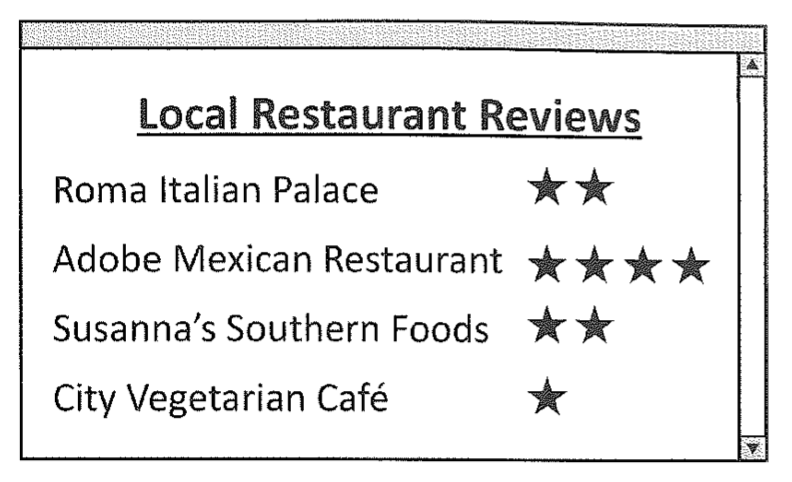 Local Restaurant Reviews
Roma Italian Palace ★★
Adobe Mexican Restaurant ★★★★
Susanna's Southern Foods ★★
City Vegetarian Café ★